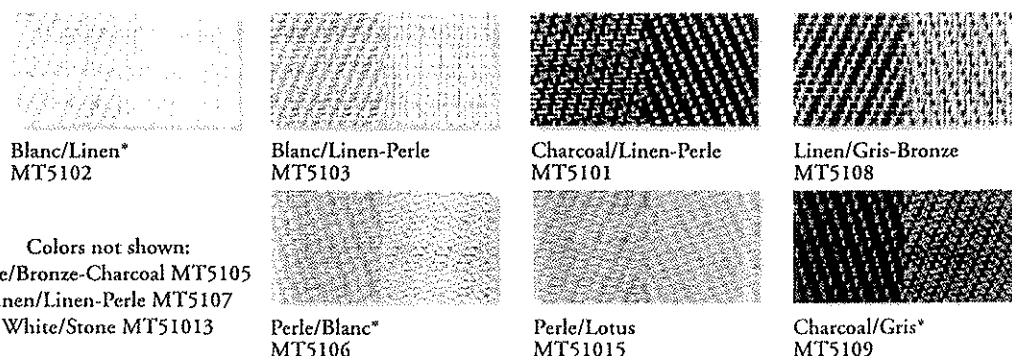 Blanc/Linen*
MT5102
Blanc/Linen-Perle
MT5103
Charcoal/Linen-Perle
MT5101
Linen/Gris-Bronze
MT5108
Colors not shown:
e/Bronze-Charcoal MT5105
nen/Linen-Perle MT5107
White/Stone MT51013
Perle/Blanc*
MT5106
Perle/Lotus
MT51015
Charcoal/Gris*
MT5109